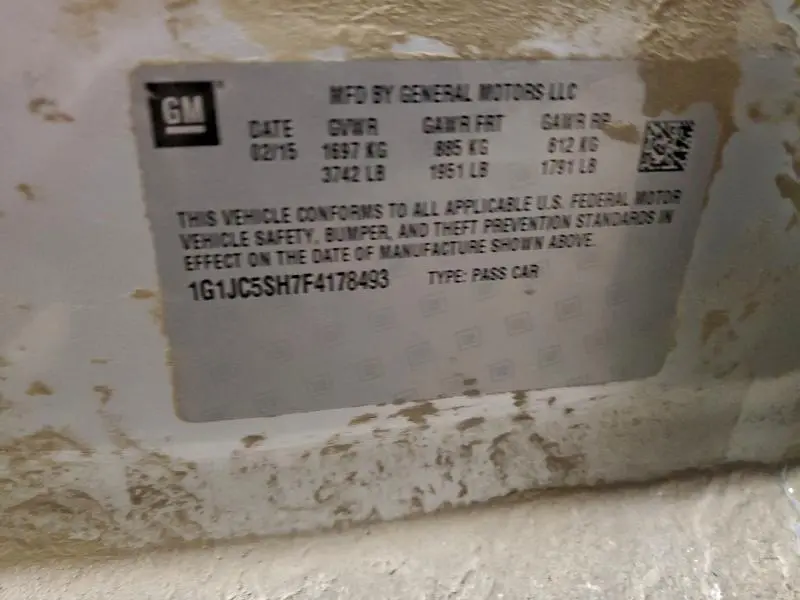 GM
MFD BY GENERAL MOTORS LLC
DATE GVWR GAWR FRT GAWR RR
02/15 1697 KG 885 KG 812 KG
3742 LB 1951 LB 1791 LB
THIS VEHICLE CONFORMS TO ALL APPLICABLE U.S. FEDERAL MOTOR
VEHICLE SAFETY, BUMPER, AND THEFT PREVENTION STANDARDS IN
EFFECT ON THE DATE OF MANUFACTURE SHOWN ABOVE.
1G1JC5SH7F4178493 TYPE: PASS CAR